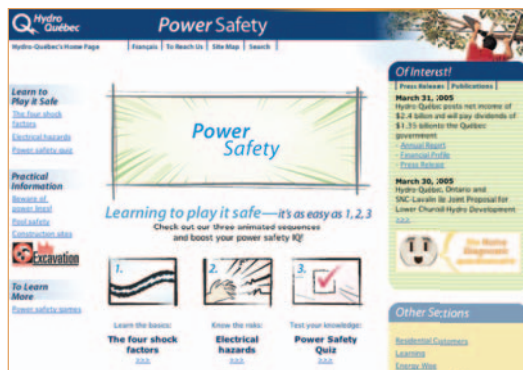 Hydro
Québec
Power Safety
Hydro-Québec's Home Page
Français | To Reach Us | Site Map | Search
Learn to
Play it Safe
The four shock
factors
Electrical hazards
Power safety quiz
Practical
Information
Beware of
power lines!
Pool safety
Construction sites
Excavation
To Learn
More
Power safety games
Power
Safety
Learning to play it safe—it's as easy as 1, 2, 3
Check out our three animated sequences
and boost your power safety IQ!
1.
2.
3.
Learn the basics:
The four shock
factors
>>>
Know the risks:
Electrical
hazards
>>>
Test your knowledge:
Power Safety
Quiz
>>>
Of Interest!
Press Releases | Publications
March 31, 2005
Hydro-Québec posts net income of
$2.4 billion and will pay dividends of
$1.35 billion to the Québec
government
- Annual Report
- Financial Profile
- Press Release
March 30, 2005
Hydro-Québec, Ontario and
SNC-Lavalin in Joint Proposal for
Lower Churchill Hydro Development
>>>
Diagnostic
Other Sections
Residential Customers
Learning
Energy Wise